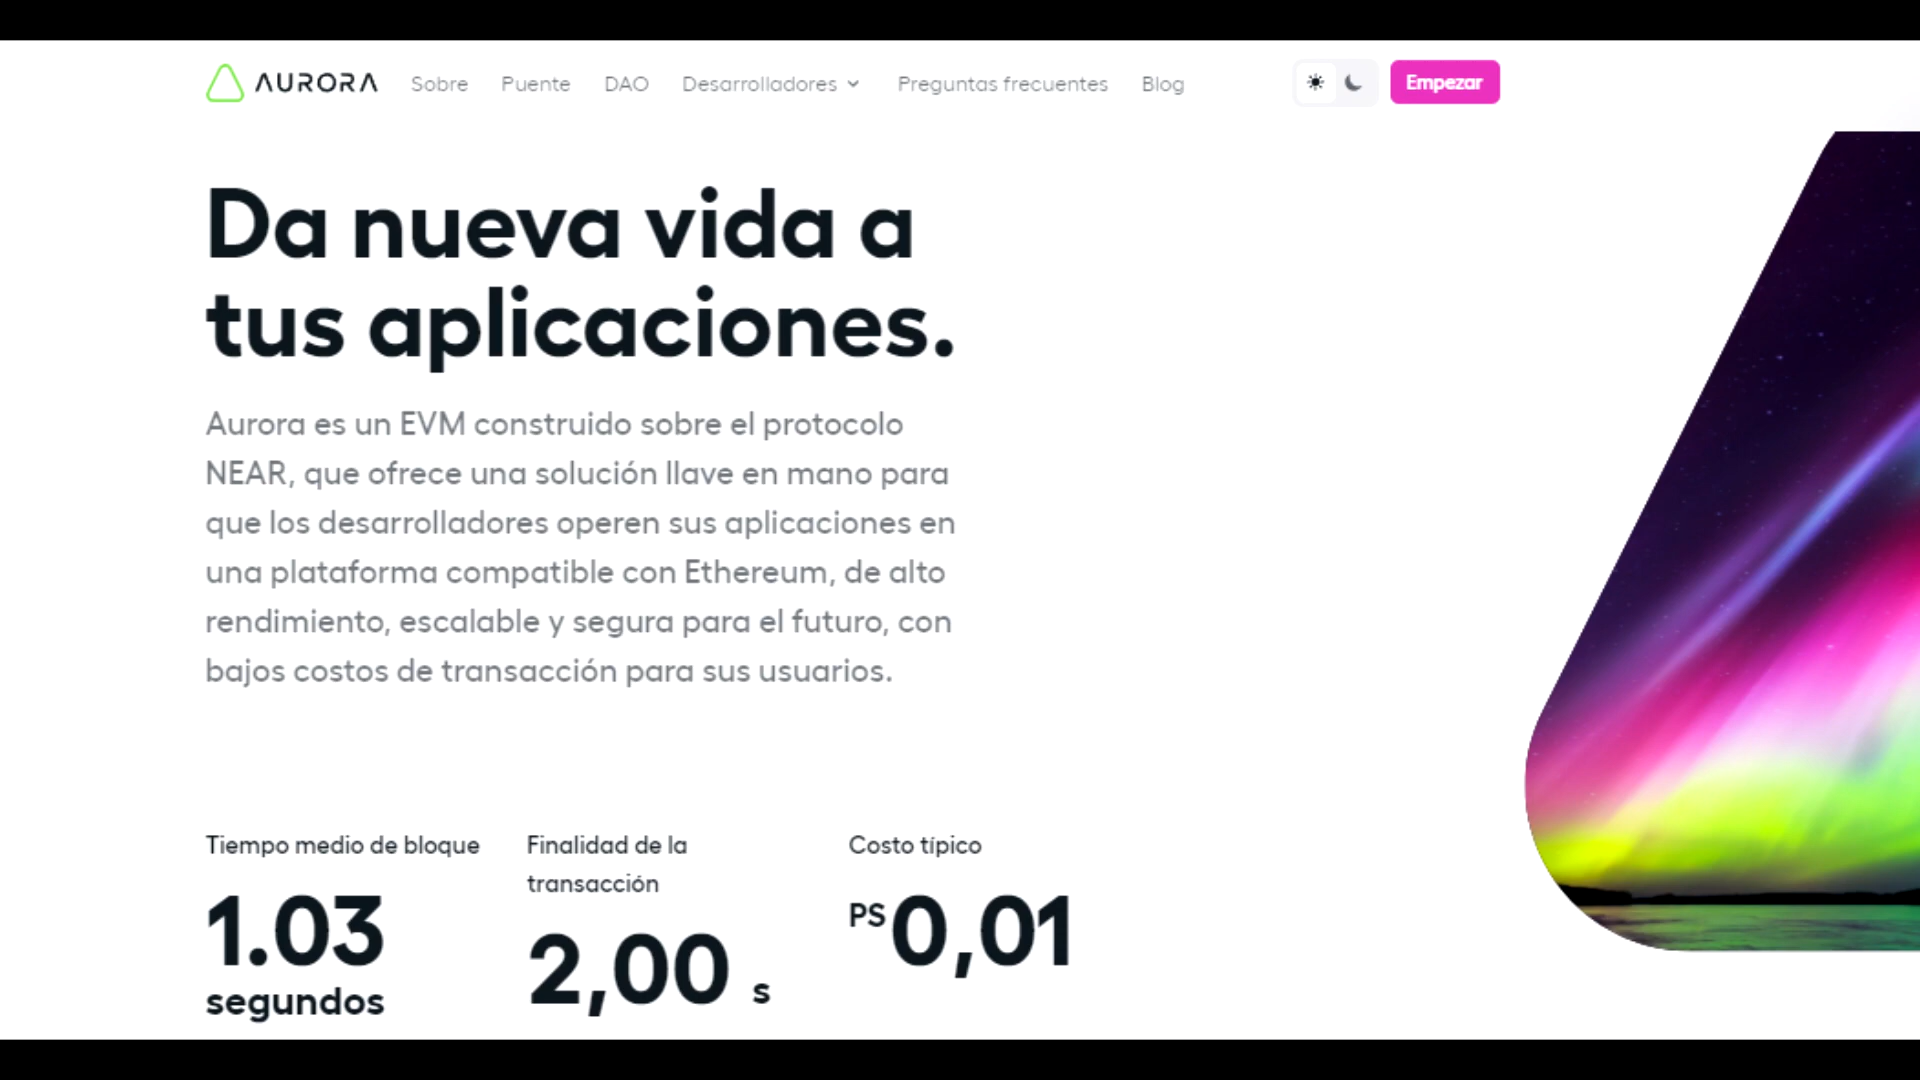 AURORA Sobre Puente DAO Desarrolladores Preguntas frecuentes Blog Empezar
Da nueva vida a
tus aplicaciones.
Aurora es un EVM construido sobre el protocolo
NEAR, que ofrece una solución llave en mano para
que los desarrolladores operen sus aplicaciones en
una plataforma compatible con Ethereum, de alto
rendimiento, escalable y segura para el futuro, con
bajos costos de transacción para sus usuarios.
Tiempo medio de bloque
1.03
segundos
Finalidad de la
transacción
2,00 s
Costo típico
PS0,01